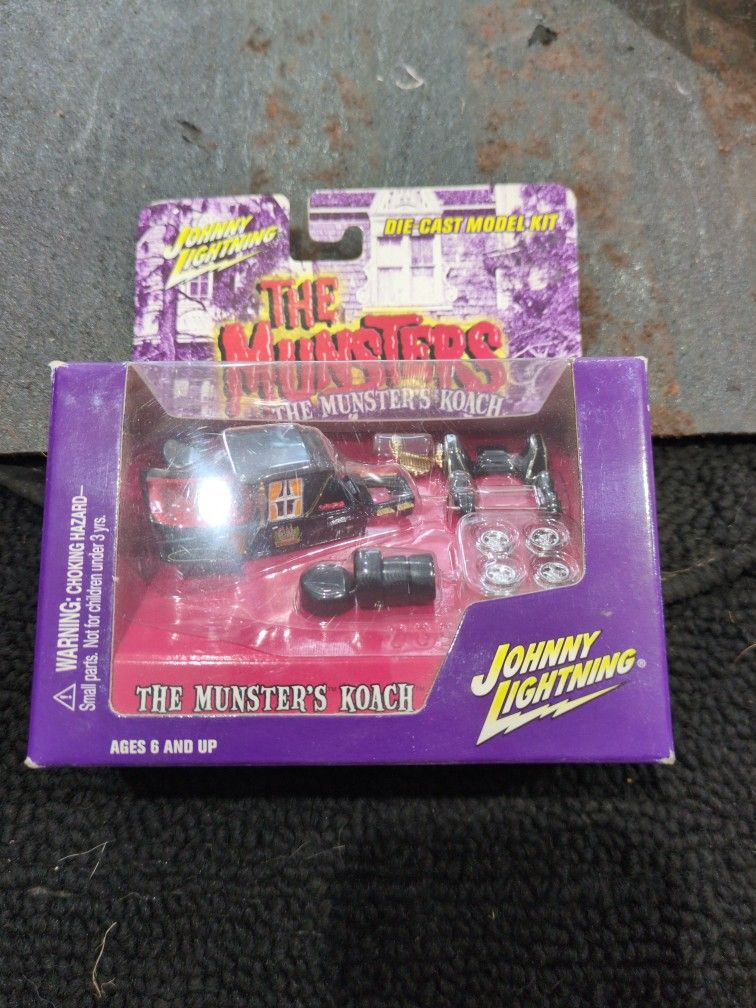 JOHNNY
LIGHTNING
DIE-CAST MODEL KIT
THE
MUNSTERS
THE MUNSTER'S KOACH
WARNING: CHOKING HAZARD—
Small parts. Not for children under 3 yrs.
THE MUNSTER'S KOACH
JOHNNY
LIGHTNING®
AGES 6 AND UP